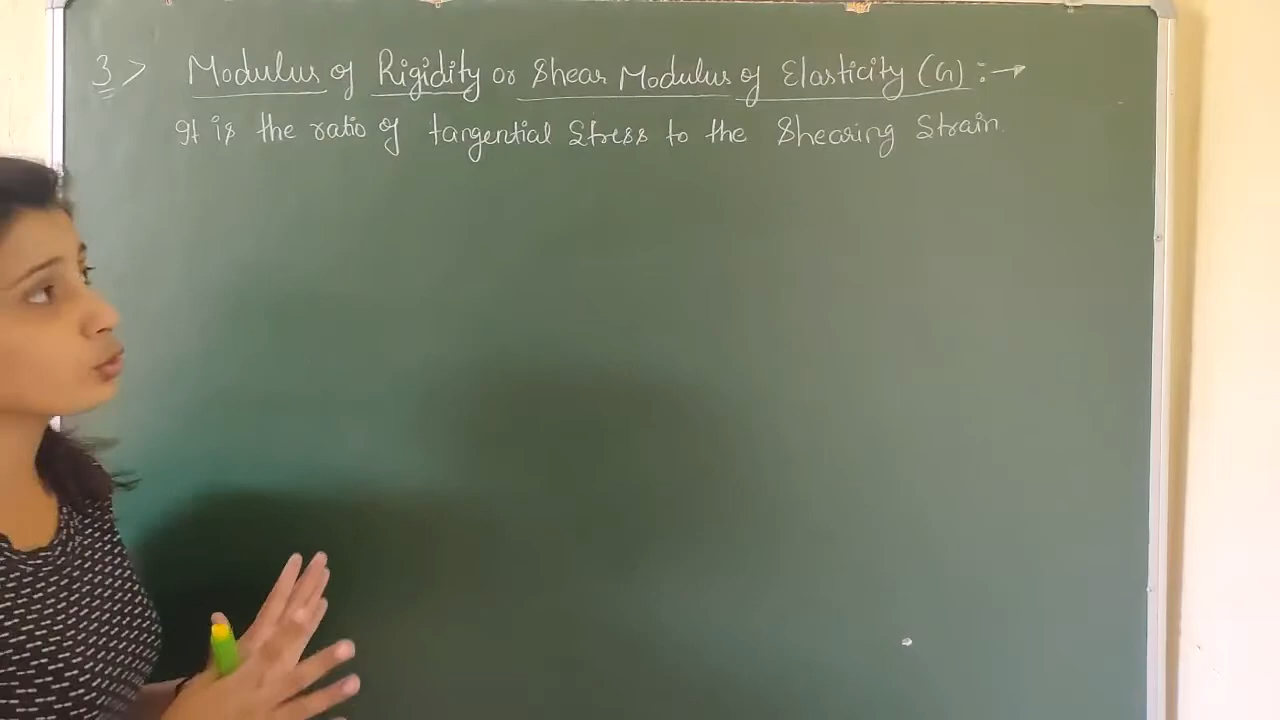 3> Modulus of Rigidity or Shear Modulus of Elasticity (G) :→
It is the ratio of tangential Stress to the Shearing Strain.